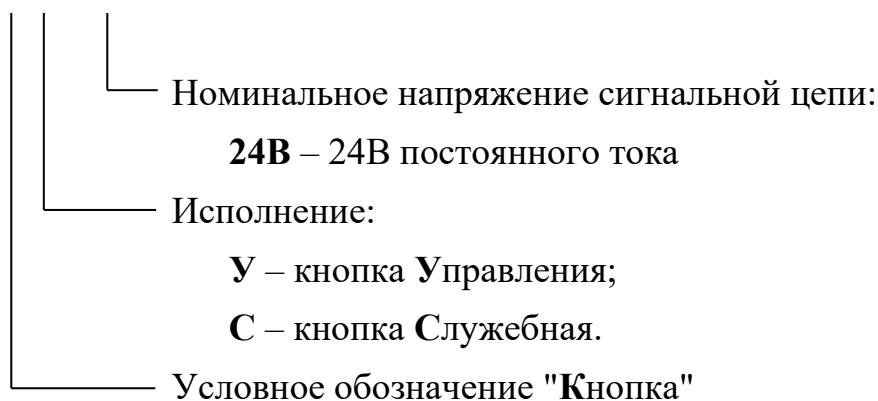 Номинальное напряжение сигнальной цепи:
24В – 24В постоянного тока
Исполнение:
У – кнопка Управления;
С – кнопка Служебная.
Условное обозначение "Кнопка"